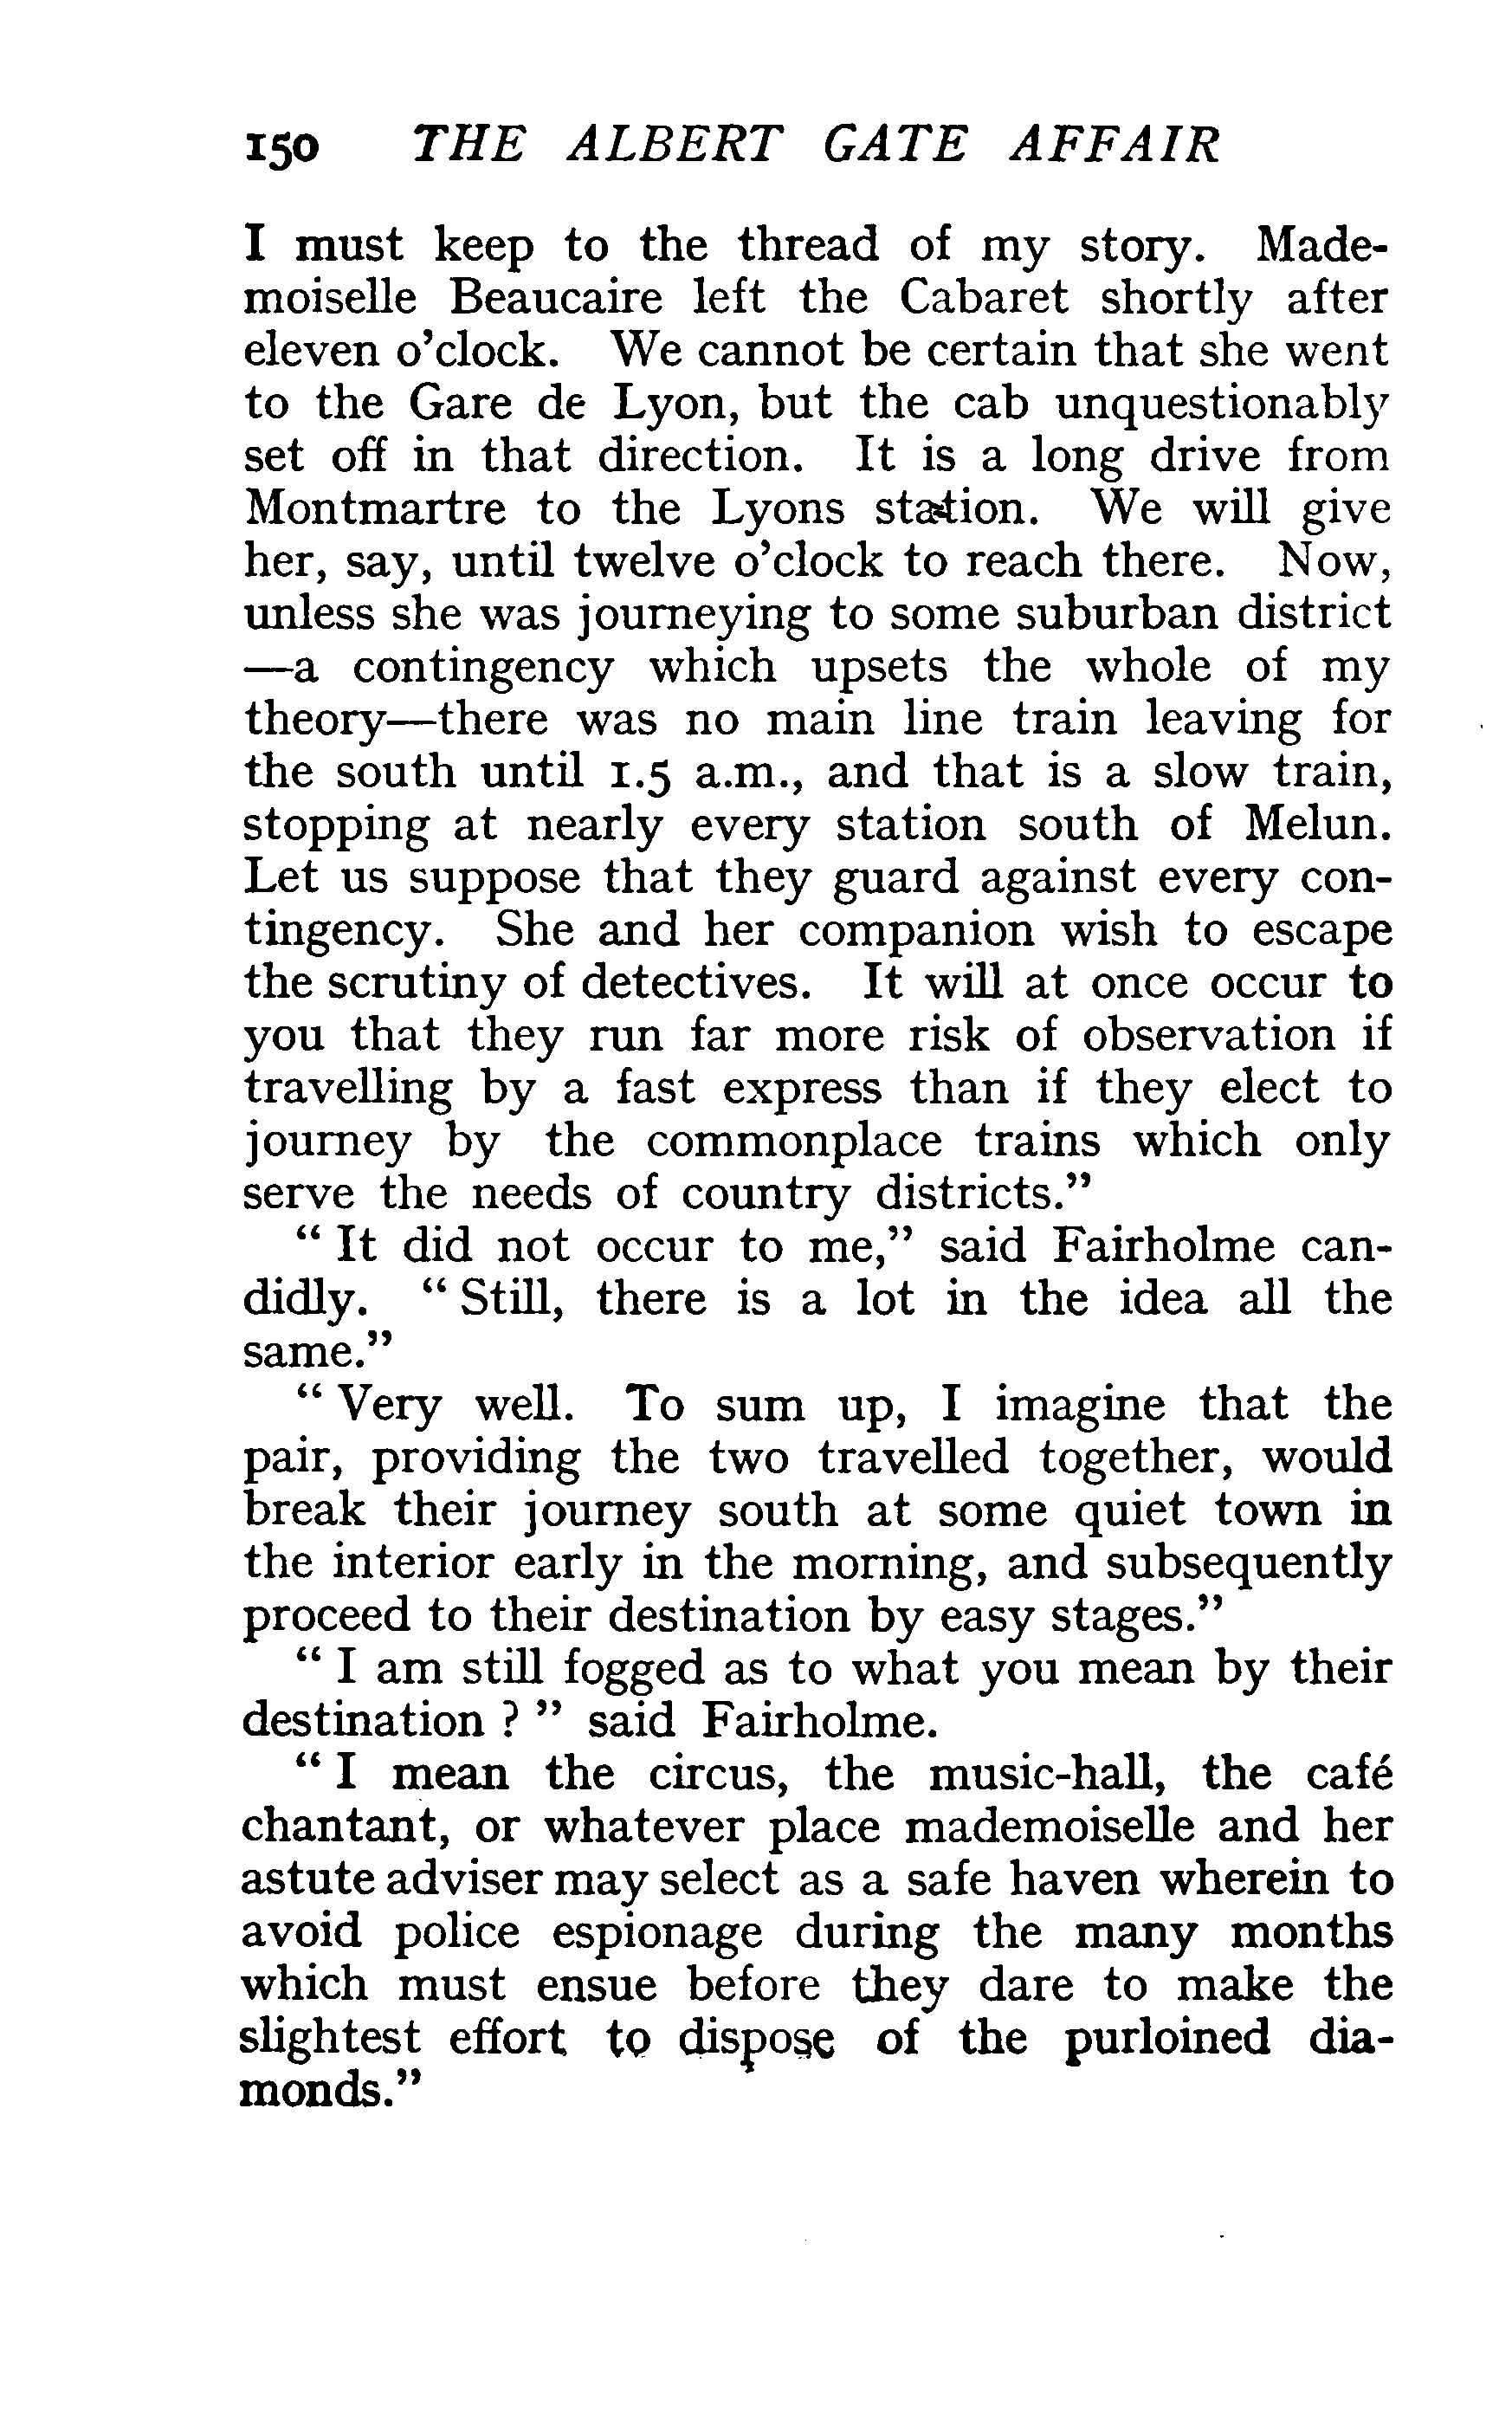 150 THE ALBERT GATE AFFAIR
I must keep to the thread of my story. Made-
moiselle Beaucaire left the Cabaret shortly after
eleven o'clock. We cannot be certain that she went
to the Gare de Lyon, but the cab unquestionably
set off in that direction. It is a long drive from
Montmartre to the Lyons station. We will give
her, say, until twelve o'clock to reach there. Now,
unless she was journeying to some suburban district
—a contingency which upsets the whole of my
theory—there was no main line train leaving for
the south until 1.5 a.m., and that is a slow train,
stopping at nearly every station south of Melun.
Let us suppose that they guard against every con-
tingency. She and her companion wish to escape
the scrutiny of detectives. It will at once occur to
you that they run far more risk of observation if
travelling by a fast express than if they elect to
journey by the commonplace trains which only
serve the needs of country districts."
"It did not occur to me," said Fairholme can-
didly. "Still, there is a lot in the idea all the
same."
"Very well. To sum up, I imagine that the
pair, providing the two travelled together, would
break their journey south at some quiet town in
the interior early in the morning, and subsequently
proceed to their destination by easy stages."
"I am still fogged as to what you mean by their
destination?" said Fairholme.
"I mean the circus, the music-hall, the café
chantant, or whatever place mademoiselle and her
astute adviser may select as a safe haven wherein to
avoid police espionage during the many months
which must ensue before they dare to make the
slightest effort to dispose of the purloined dia-
monds."